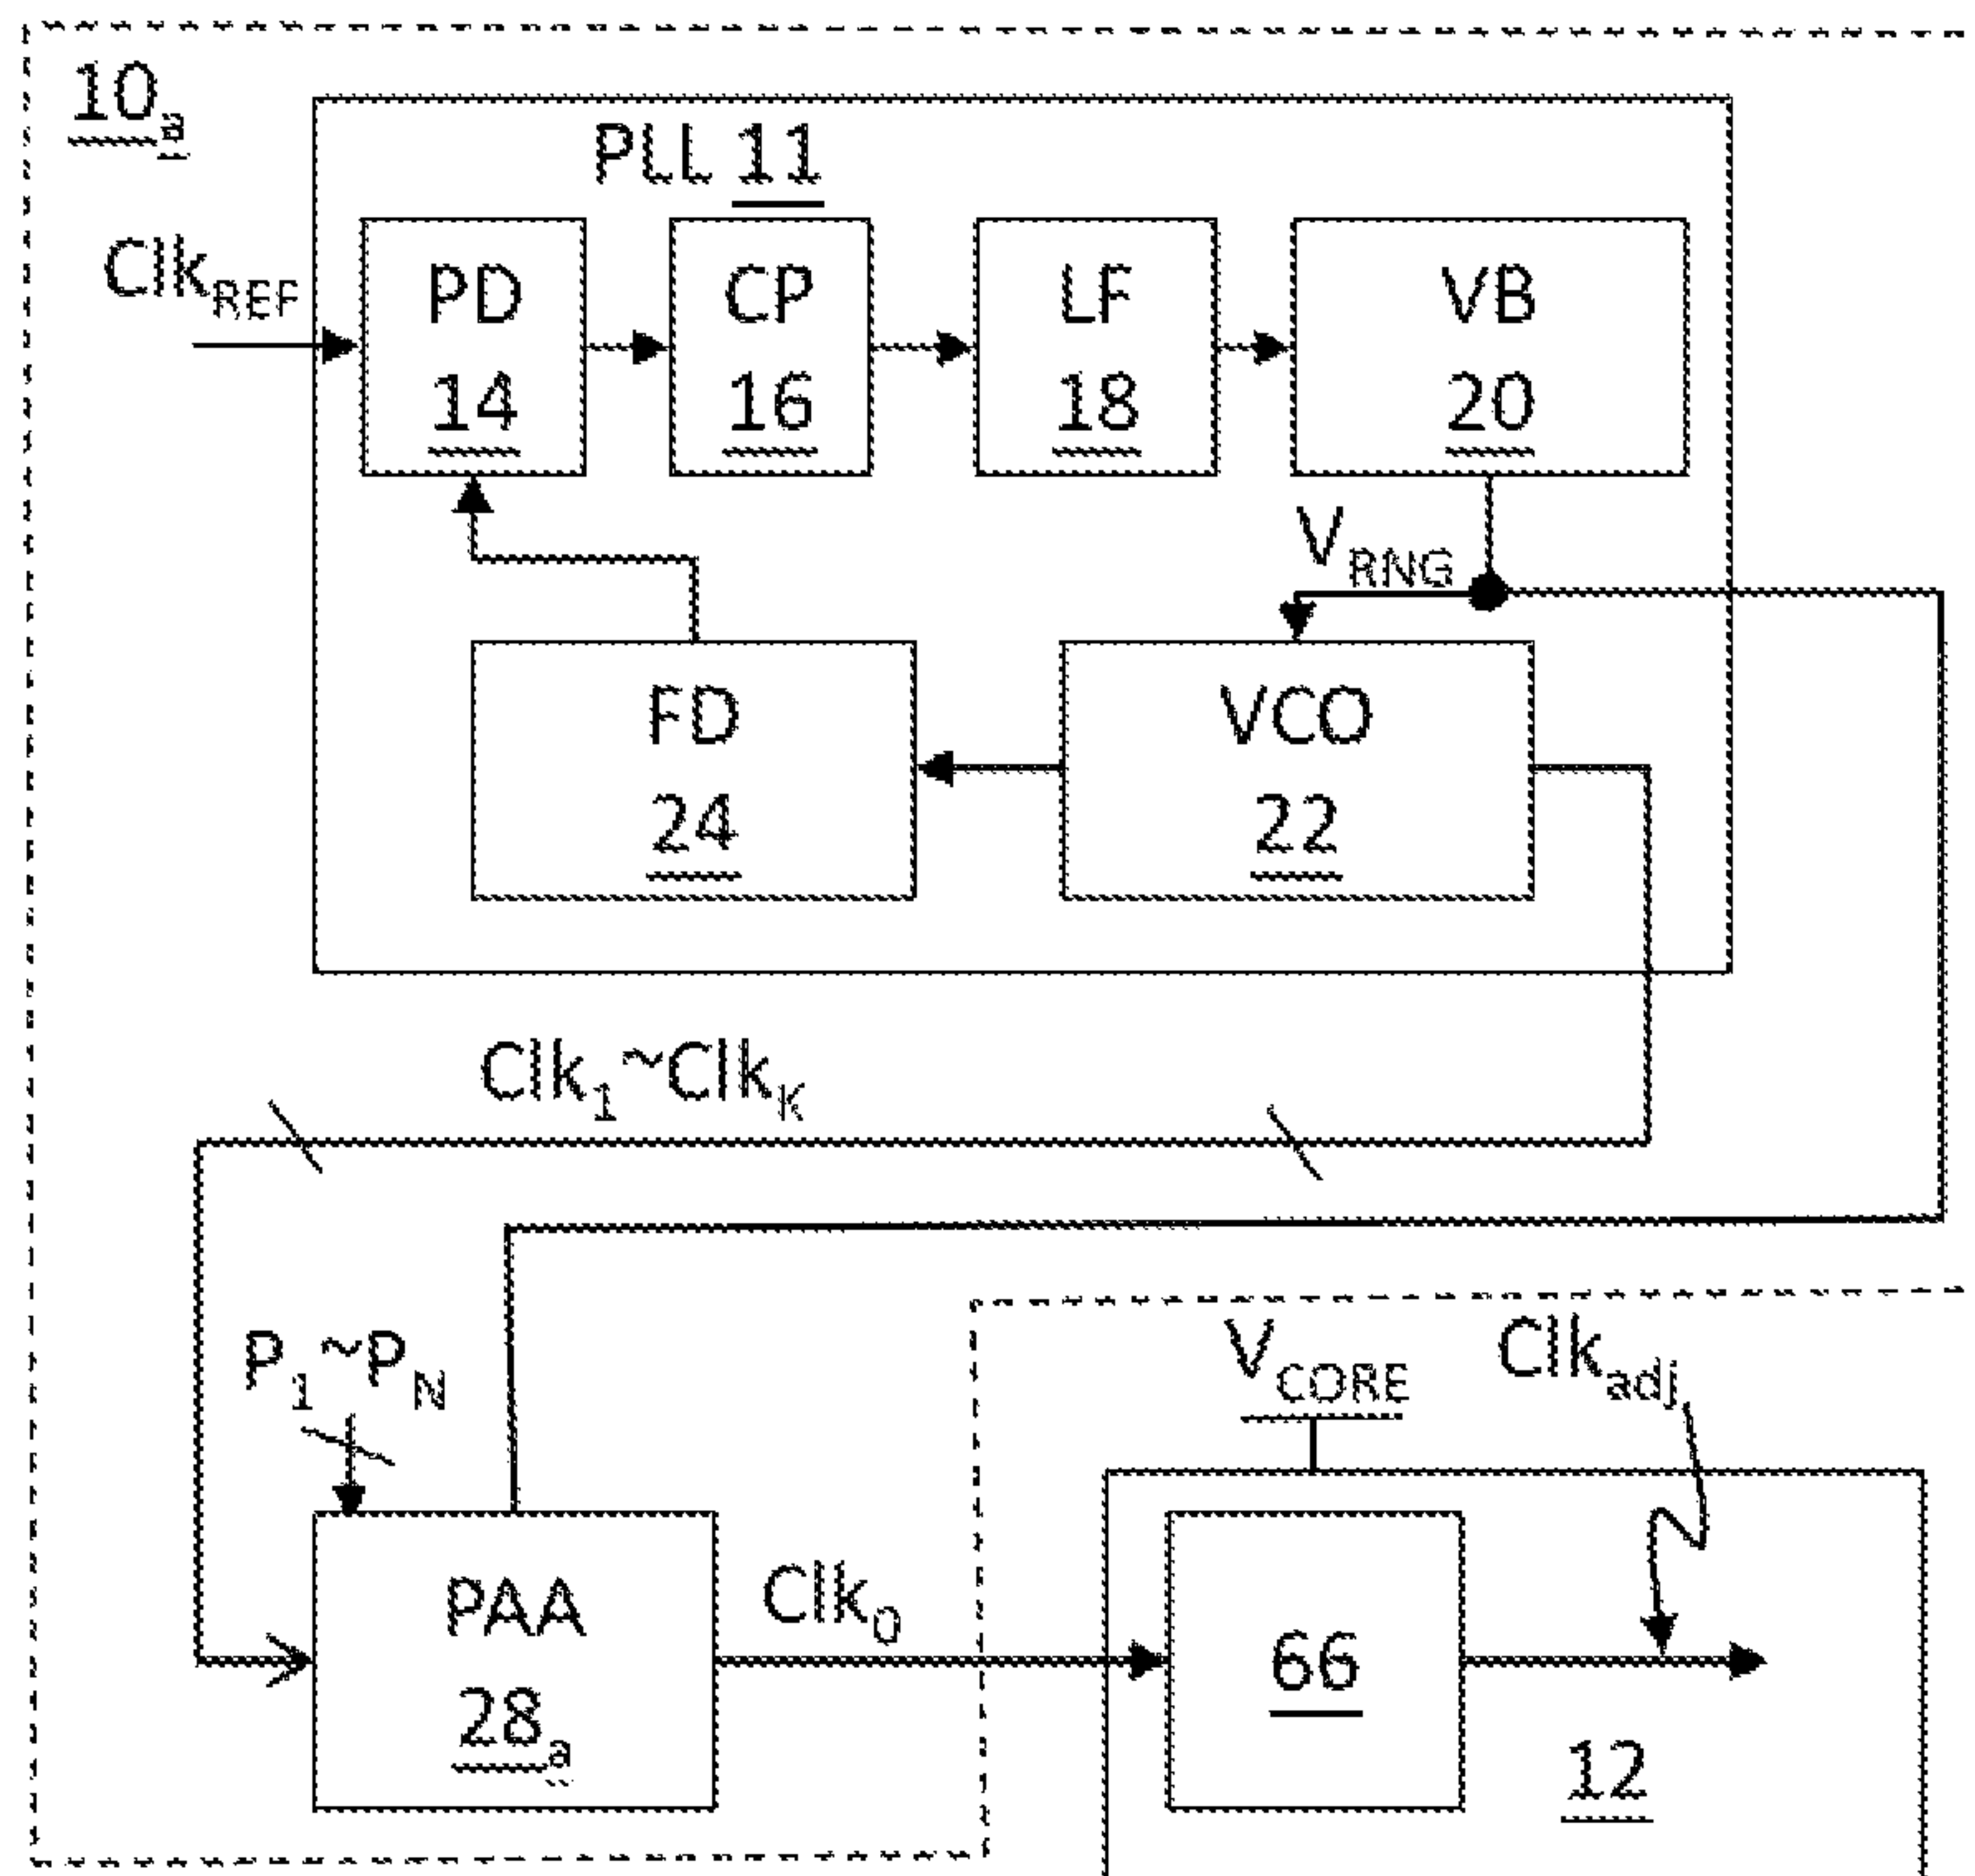 10a
PLL 11
ClkREF
PD
14
CP
16
LF
18
VB
20
VRNG
FD
24
VCO
22
Clk1~ClkK
P1~PN
VCORE
Clkadj
PAA
28a
Clk0
66
12